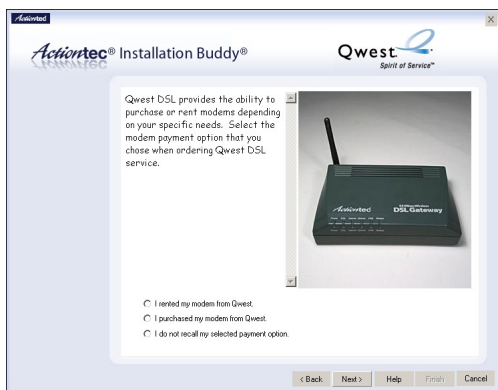 Actiontec
Actiontec® Installation Buddy®
Qwest
Spirit of Service™
Qwest DSL provides the ability to
purchase or rent modems depending
on your specific needs. Select the
modem payment option that you
chose when ordering Qwest DSL
service.
Actiontec
DSL Gateway
I rented my modem from Qwest.
I purchased my modem from Qwest.
I do not recall my selected payment option.
< Back
Next >
Help
Finish
Cancel